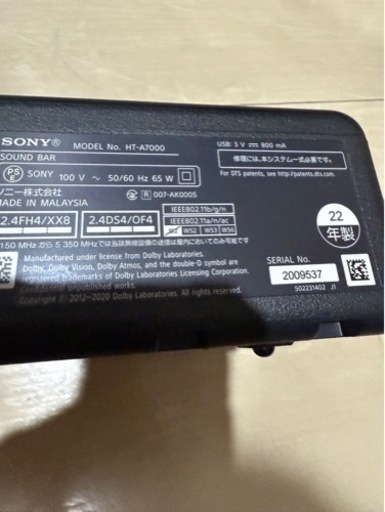 SONY® MODEL No. HT-A7000
SOUND BAR
SONY 100 V ~ 50/60 Hz 65 W
ニー株式会社
MADE IN MALAYSIA
R 007-AK0005
2.4FH4/XX8
2.4DS4/OF4
IEEE802.11b/g/n
IEEE802.11a/n/ac
W52 W53 W56
150 MHz から 5 350 MHz では当該無線設備の送信は屋内においてのみ可能です
Manufactured under license from Dolby Laboratories.
Dolby, Dolby Vision, Dolby Atmos, and the double-D symbol are
registered trademarks of Dolby Laboratories Licensing Corporation.
Copyright © 2012–2020 Dolby Laboratories. All rights reserved.
USB: 5 V ⎓ 800 mA
修理には、本システム一式必要です。
For DTS patents, see http://patents.dts.com.
22
年製
SERIAL No.
2009537
502231402 J1
PS
E